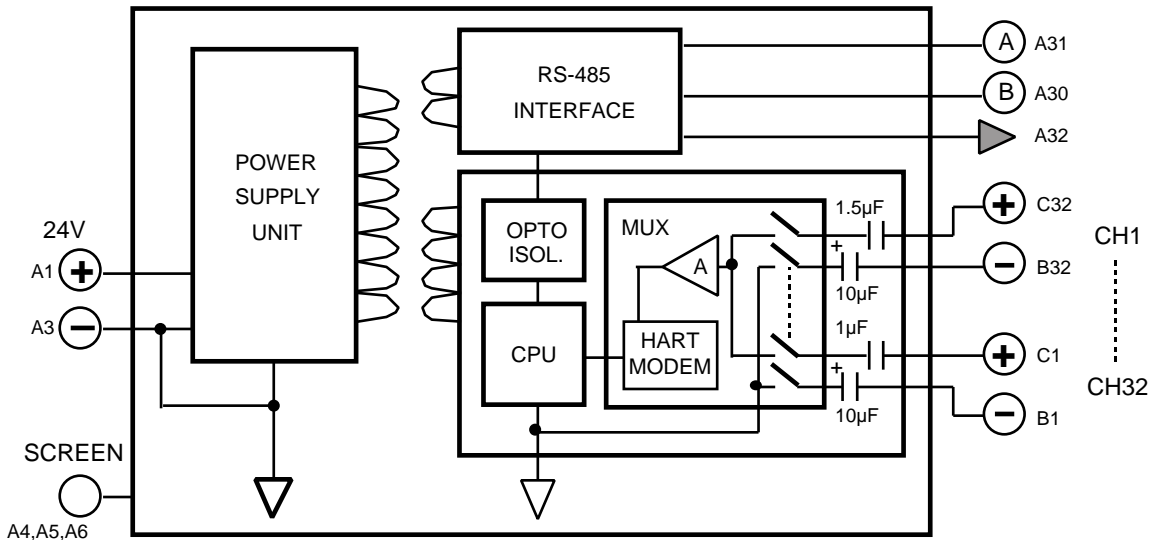 RS-485
INTERFACE
A
A31
B
A30
A32
POWER
SUPPLY
UNIT
24V
A1
+
A3
−
OPTO
ISOL.
CPU
MUX
A
HART
MODEM
1.5µF
+
10µF
1µF
+
10µF
+
C32
−
B32
+
C1
−
B1
CH1
CH32
SCREEN
A4,A5,A6